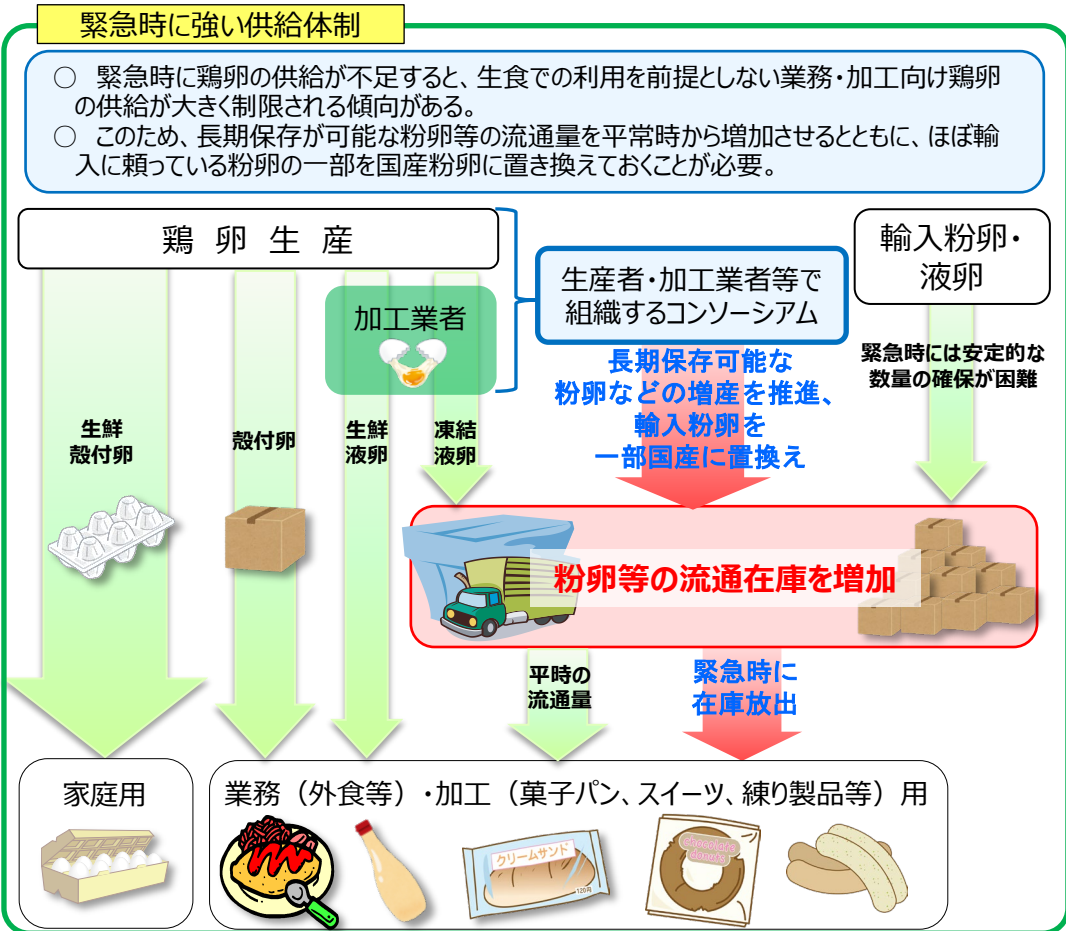 緊急時に強い供給体制
○ 緊急時に鶏卵の供給が不足すると、生食での利用を前提としない業務・加工向け鶏卵
の供給が大きく制限される傾向がある。
○ このため、長期保存が可能な粉卵等の流通量を平常時から増加させるとともに、ほぼ輸
入に頼っている粉卵の一部を国産粉卵に置き換えておくことが必要。
鶏卵生産
輸入粉卵・
液卵
生産者・加工業者等で
組織するコンソーシアム
加工業者
長期保存可能な
粉卵などの増産を推進、
輸入粉卵を
一部国産に置換え
緊急時には安定的な
数量の確保が困難
生鮮
殻付卵
殻付卵
生鮮
液卵
凍結
液卵
粉卵等の流通在庫を増加
平時の
流通量
緊急時に
在庫放出
家庭用
業務（外食等）・加工（菓子パン、スイーツ、練り製品等）用
クリームサンド
120円
chocolate
donuts